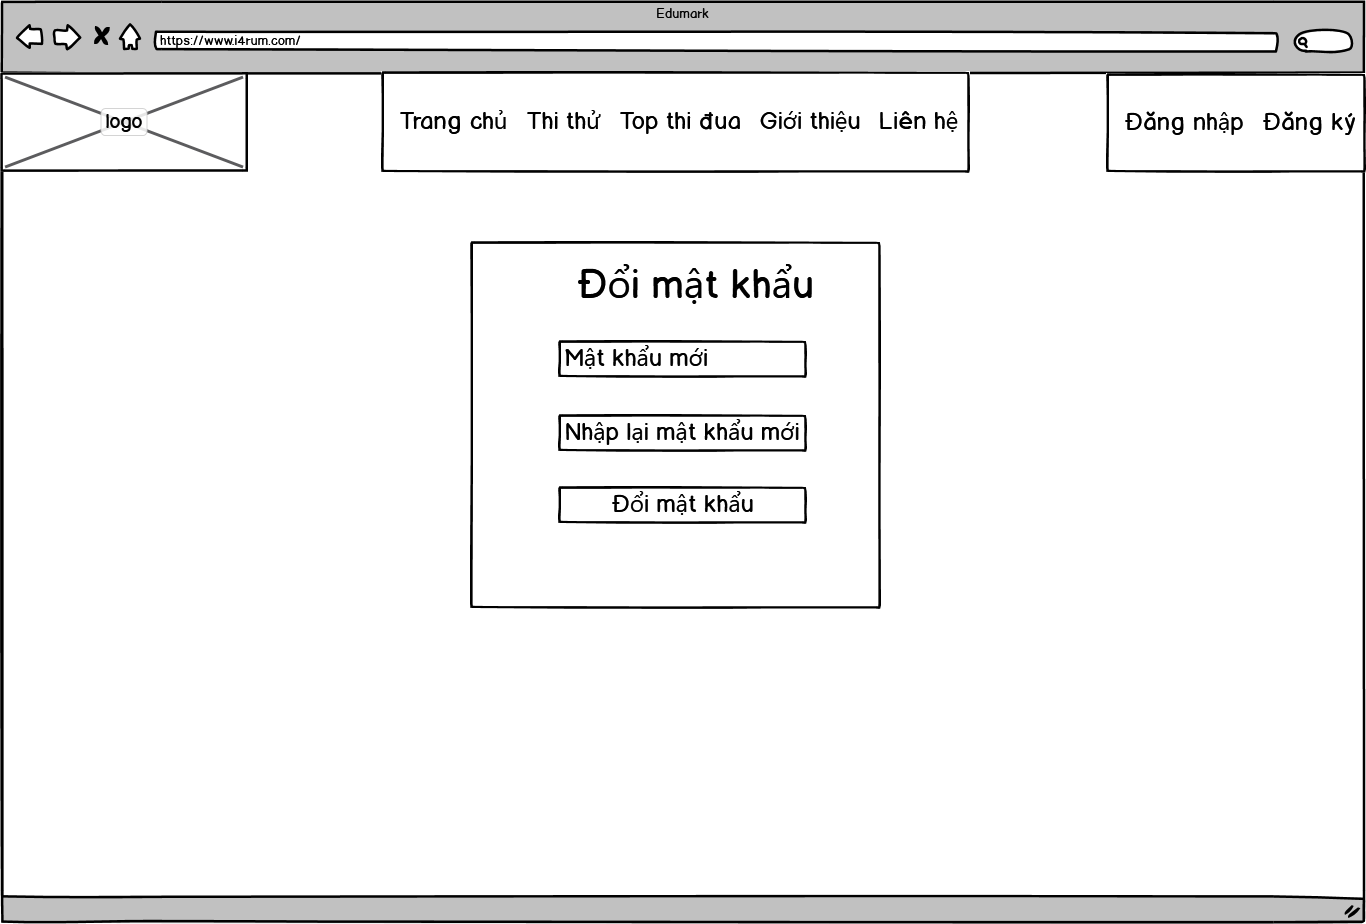 Edumark
https://www.i4rum.com/
logo
Trang chủ Thi thử Top thi đua Giới thiệu Liên hệ
Đăng nhập Đăng ký
Đổi mật khẩu
Mật khẩu mới
Nhập lại mật khẩu mới
Đổi mật khẩu